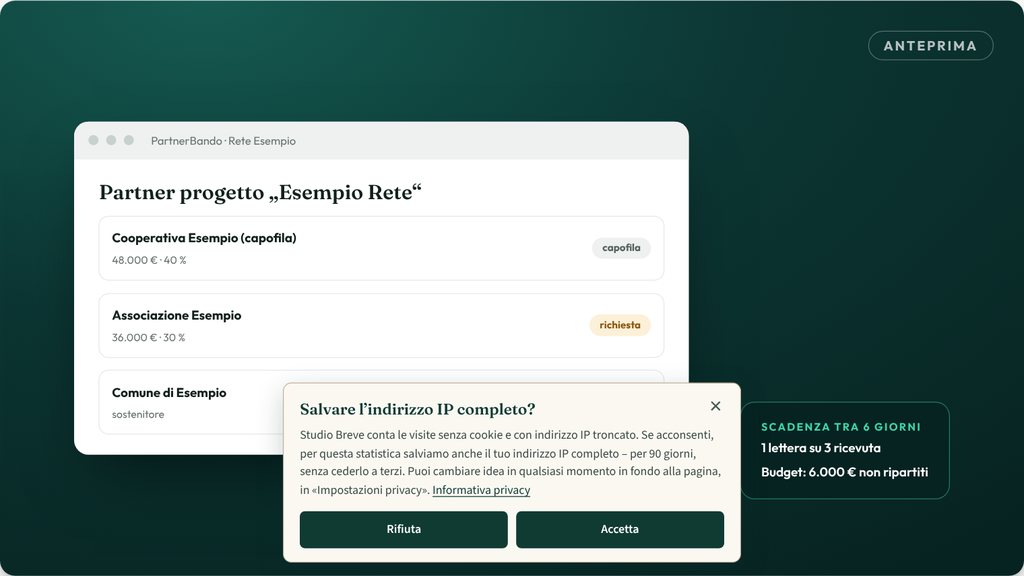 ANTEPRIMA
PartnerBando · Rete Esempio
Partner progetto „Esempio Rete“
Cooperativa Esempio (capofila)
48.000 € · 40 %
capofila
Associazione Esempio
36.000 € · 30 %
richiesta
Comune di Esempio
sostenitore
Salvare l’indirizzo IP completo?
Studio Breve conta le visite senza cookie e con indirizzo IP troncato. Se acconsenti,
per questa statistica salviamo anche il tuo indirizzo IP completo – per 90 giorni,
senza cederlo a terzi. Puoi cambiare idea in qualsiasi momento in fondo alla pagina,
in «Impostazioni privacy». Informativa privacy
Rifiuta
Accetta
SCADENZA TRA 6 GIORNI
1 lettera su 3 ricevuta
Budget: 6.000 € non ripartiti